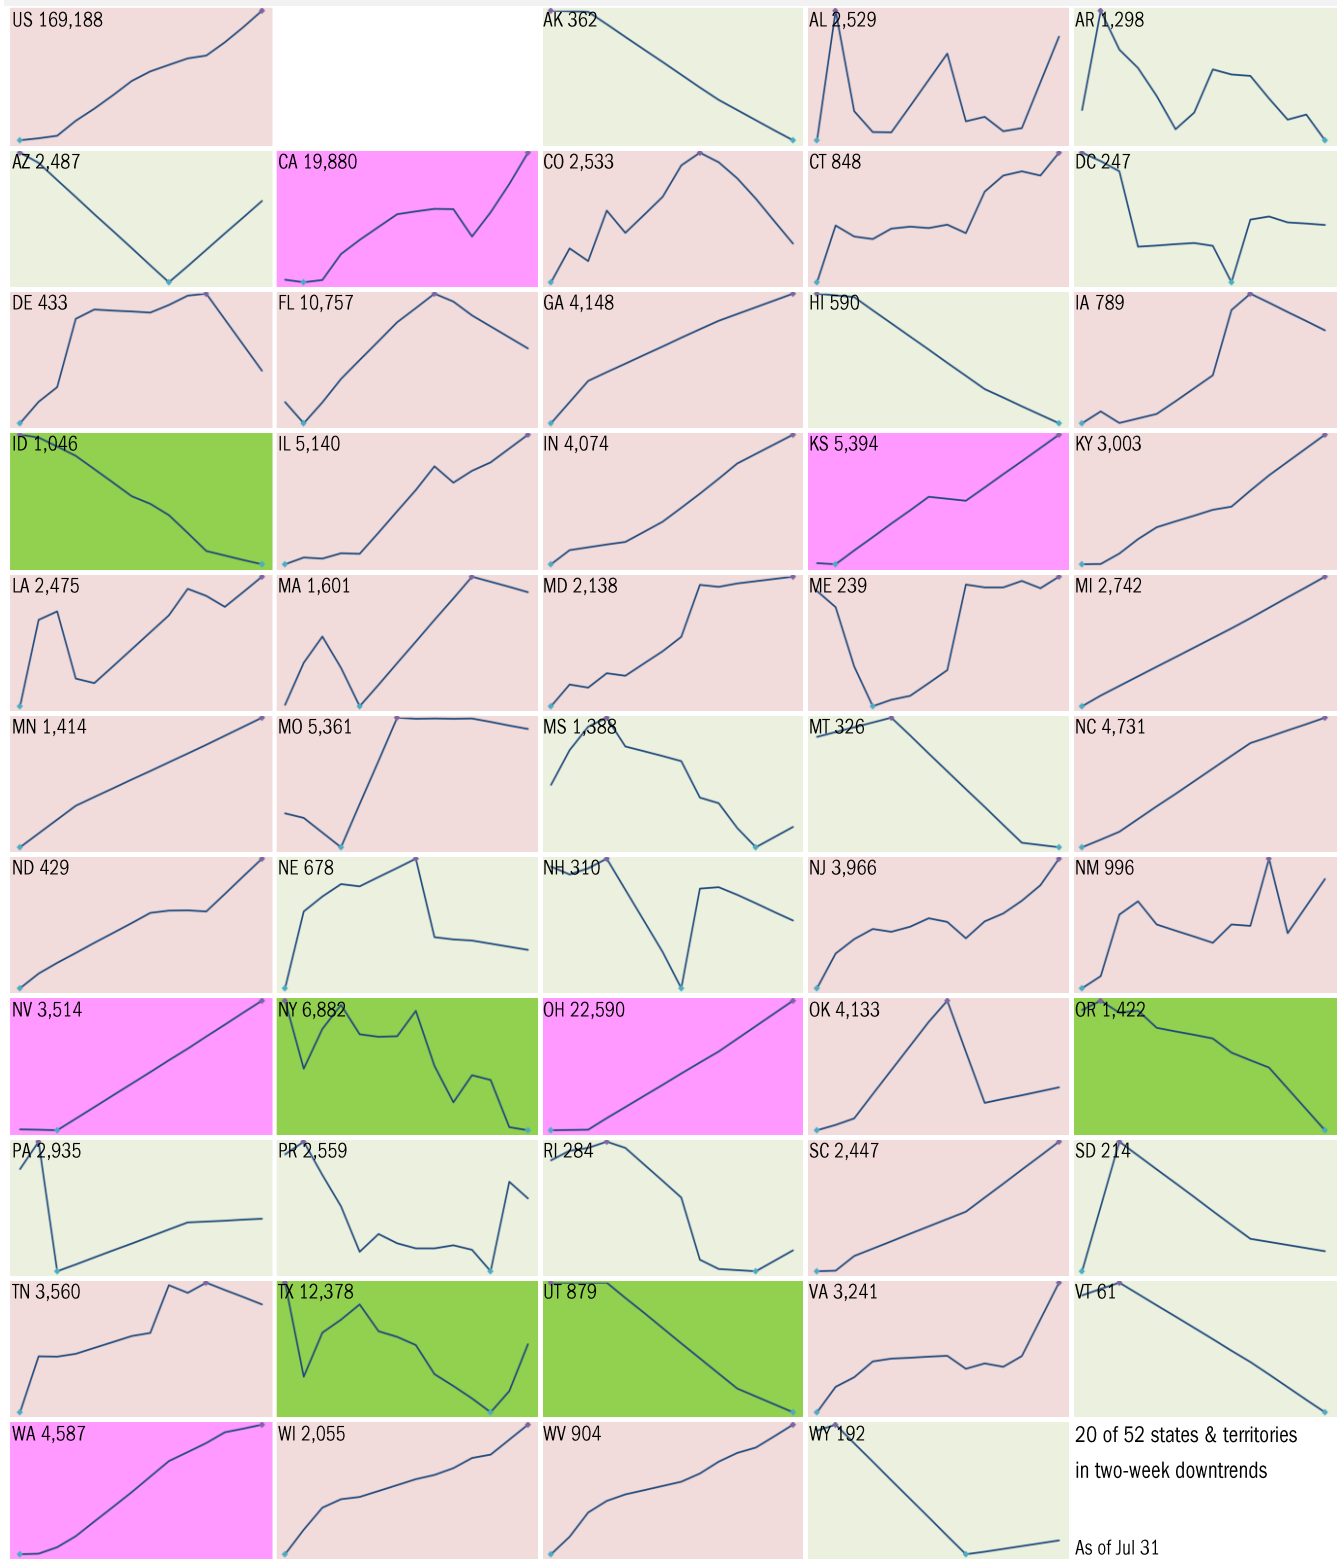 US 169,188
AK 362
AL 2,529
AR 1,298
AZ 2,487
CA 19,880
CO 2,533
CT 848
DC 247
DE 433
FL 10,757
GA 4,148
HI 590
IA 789
ID 1,046
IL 5,140
IN 4,074
KS 5,394
KY 3,003
LA 2,475
MA 1,601
MD 2,138
ME 239
MI 2,742
MN 1,414
MO 5,361
MS 1,388
MT 326
NC 4,731
ND 429
NE 678
NH 310
NJ 3,966
NM 996
NV 3,514
NY 6,882
OH 22,590
OK 4,133
OR 1,422
PA 2,935
PR 2,559
RI 284
SC 2,447
SD 214
TN 3,560
TX 12,378
UT 879
VA 3,241
VT 61
WA 4,587
WI 2,055
WV 904
WY 192
20 of 52 states & territories
in two-week downtrends
As of Jul 31